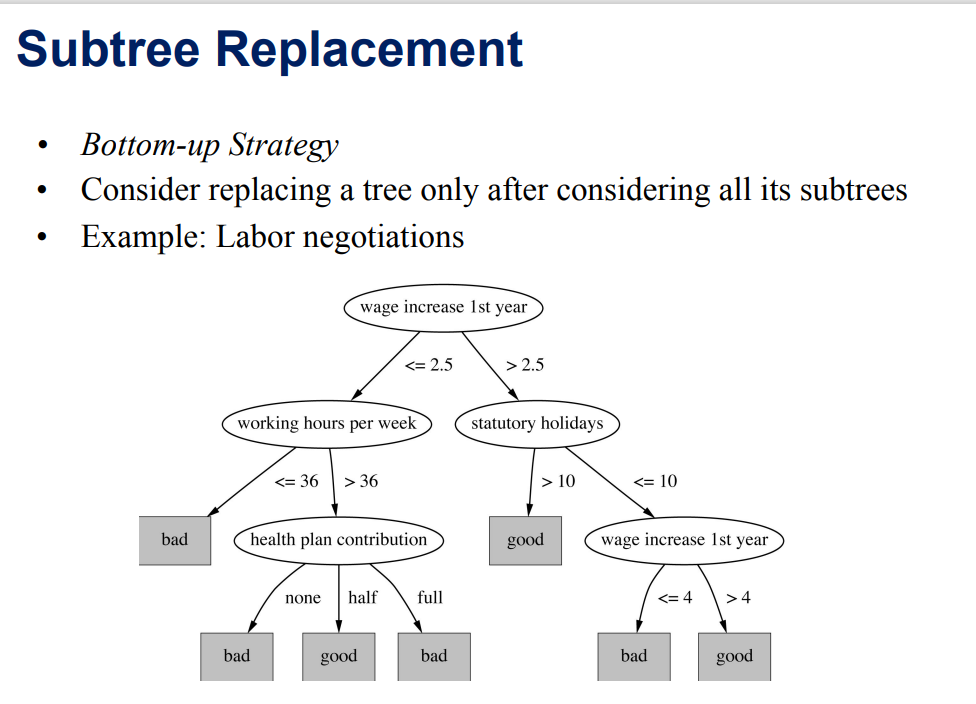 Subtree Replacement
• Bottom-up Strategy
• Consider replacing a tree only after considering all its subtrees
• Example: Labor negotiations
wage increase 1st year
<= 2.5
> 2.5
working hours per week
statutory holidays
<= 36
> 36
> 10
<= 10
bad
health plan contribution
good
wage increase 1st year
none
half
full
<= 4
> 4
bad
good
bad
bad
good